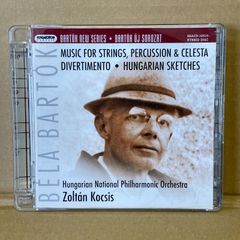 HUNGAROTON
BARTÓK NEW SERIES • BARTÓK ÚJ SOROZAT
MUSIC FOR STRINGS, PERCUSSION & CELESTA
DIVERTIMENTO • HUNGARIAN SKETCHES
BÉLA BARTÓK
Hungarian National Philharmonic Orchestra
Zoltán Kocsis